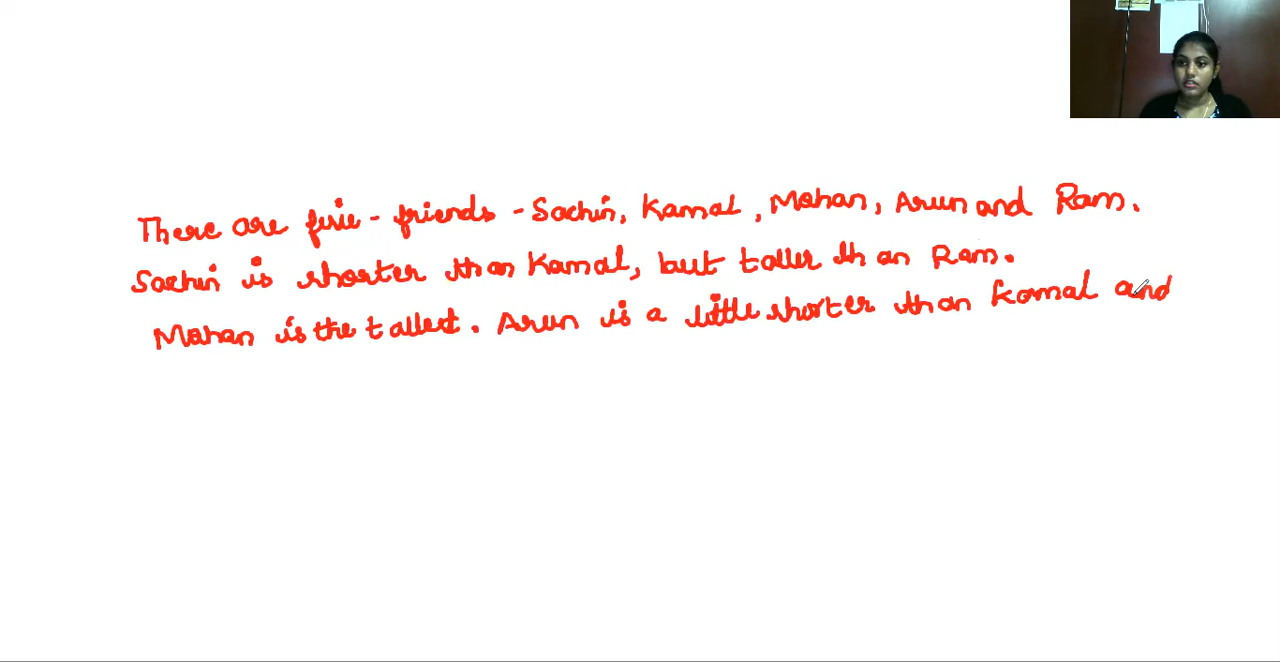 There are five - friends - Sachin, Kamal, Mohan, Arun and Ram.
Sachin is shorter than Kamal, but taller than Ram.
Mohan is the tallest. Arun is a little shorter than Kamal and